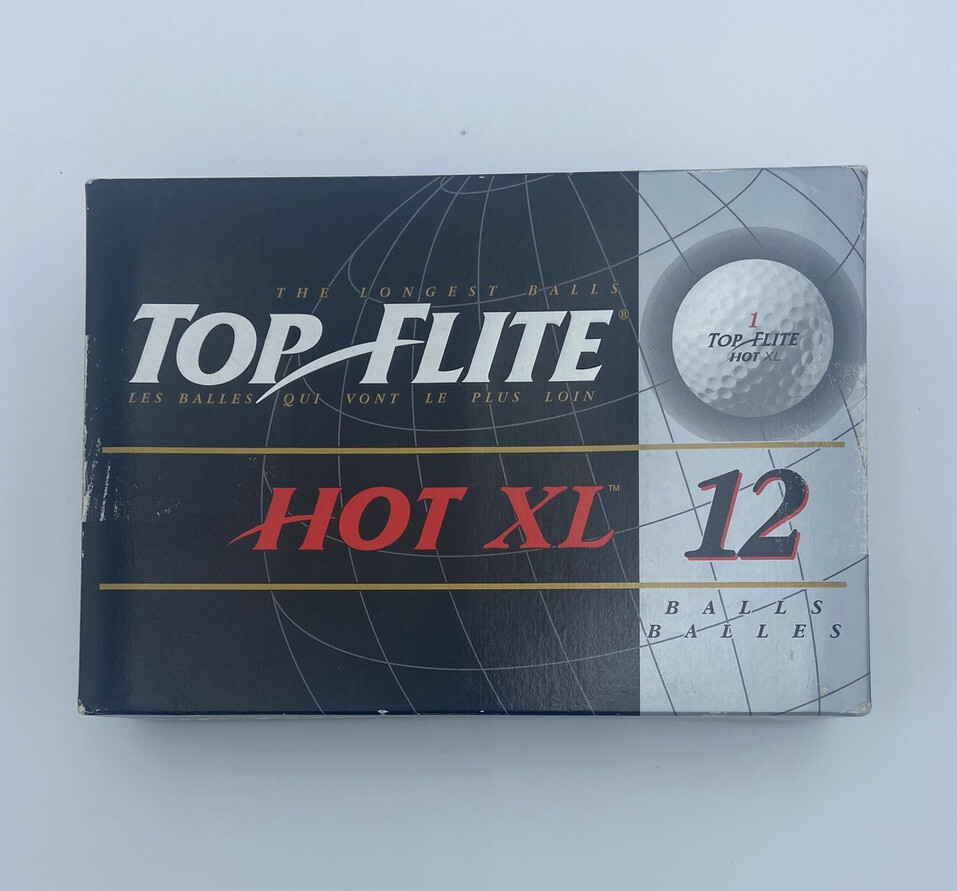 THE LONGEST BALLS
TOP FLITE®
LES BALLES QUI VONT LE PLUS LOIN
HOT XL™
1
TOP FLITE
HOT XL
12
BALLS
BALLES